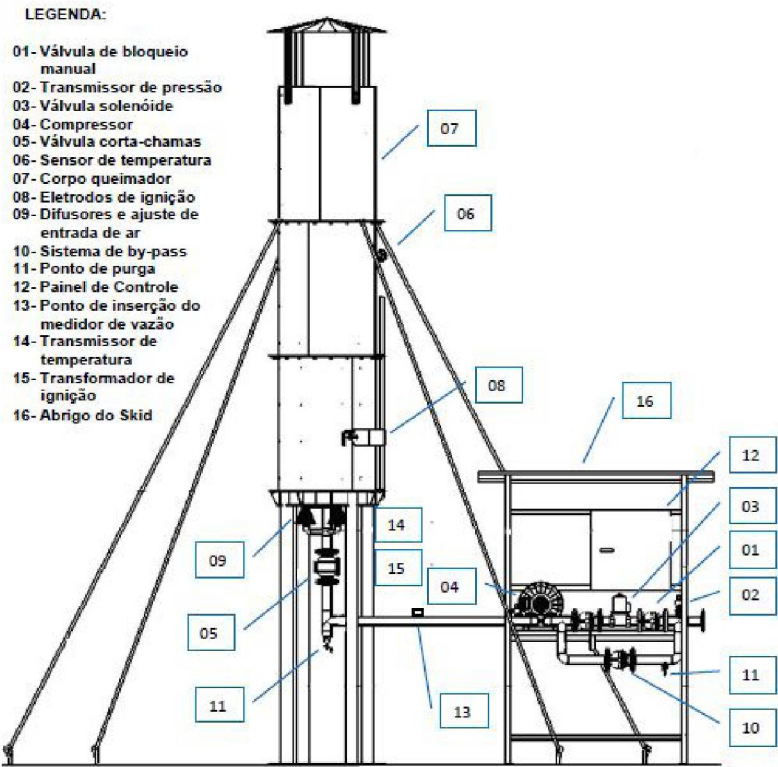 LEGENDA:
01- Válvula de bloqueio
manual
02- Transmissor de pressão
03- Válvula solenóide
04- Compressor
05- Válvula corta-chamas
06- Sensor de temperatura
07- Corpo queimador
08- Eletrodos de ignição
09- Difusores e ajuste de
entrada de ar
10- Sistema de by-pass
11- Ponto de purga
12- Painel de Controle
13- Ponto de inserção do
medidor de vazão
14- Transmissor de
temperatura
15- Transformador de
ignição
16- Abrigo do Skid
07
06
08
16
12
03
14
01
09
15
04
02
05
11
11
13
10